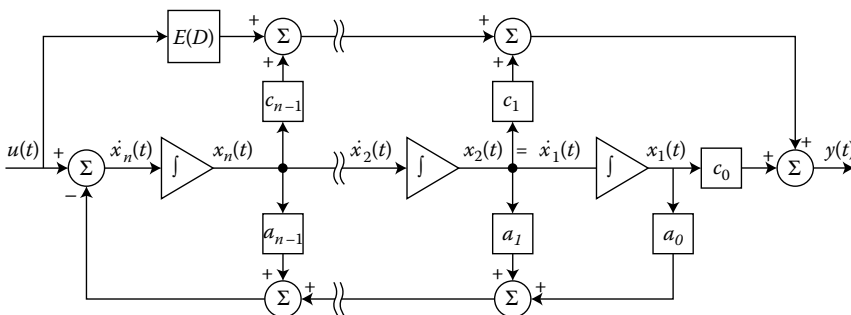 E(D) + Σ + Σ
+ +
c_{n−1} c_1
u(t) + Σ ẋ_n(t) ∫ x_n(t) ẋ_2(t) ∫ x_2(t) = ẋ_1(t) ∫ x_1(t) c_0 + Σ + y(t)
−
a_{n−1} a_1 a_0
+ +
Σ + Σ +